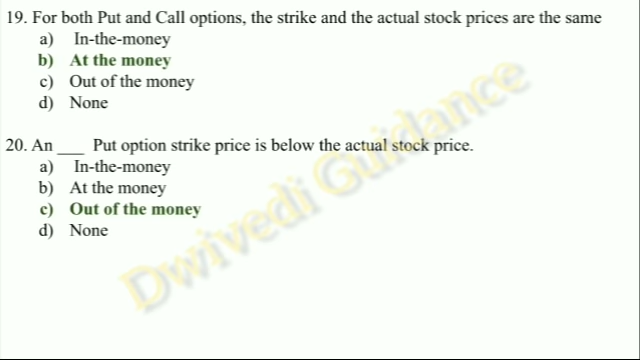 19. For both Put and Call options, the strike and the actual stock prices are the same
a) In-the-money
b) At the money
c) Out of the money
d) None
20. An ___ Put option strike price is below the actual stock price.
a) In-the-money
b) At the money
c) Out of the money
d) None
Dwivedi Guidance